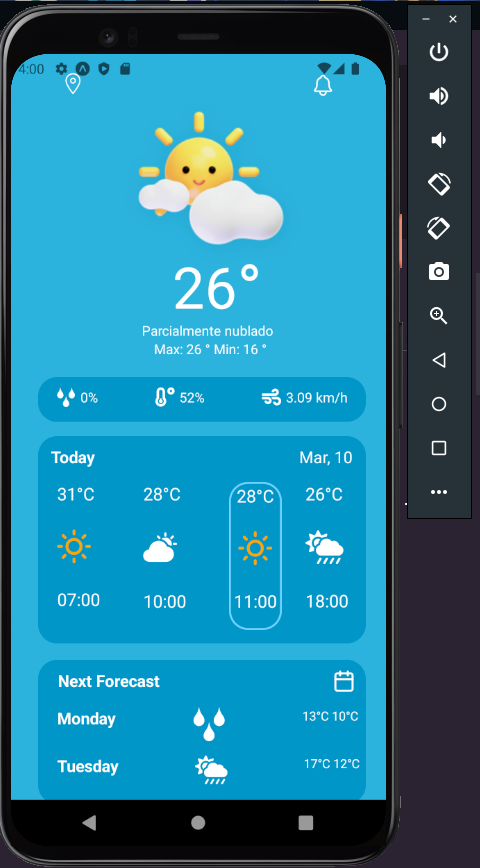 4:00
26°
Parcialmente nublado
Max: 26 ° Min: 16 °
0% 52% 3.09 km/h
Today Mar, 10
31°C 28°C 28°C 26°C
07:00 10:00 11:00 18:00
Next Forecast
Monday 13°C 10°C
Tuesday 17°C 12°C